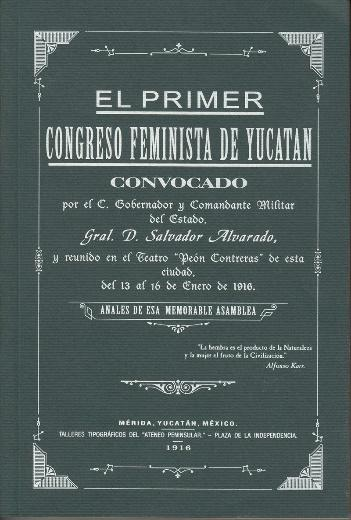 EL PRIMER
CONGRESO FEMINISTA DE YUCATAN
CONVOCADO
por el C. Gobernador y Comandante Militar
del Estado,
Gral. D. Salvador Alvarado,
y reunido en el Teatro "Peón Contreras" de esta
ciudad,
del 13 al 16 de Enero de 1916.
ANALES DE ESA MEMORABLE ASAMBLEA
"La hembra es el producto de la Naturaleza
y la mujer el fruto de la Civilización."
Alfonso Karr.
MÉRIDA, YUCATÁN, MÉXICO.
TALLERES TIPOGRÁFICOS DEL "ATENEO PENINSULAR." – PLAZA DE LA INDEPENDENCIA.
1916